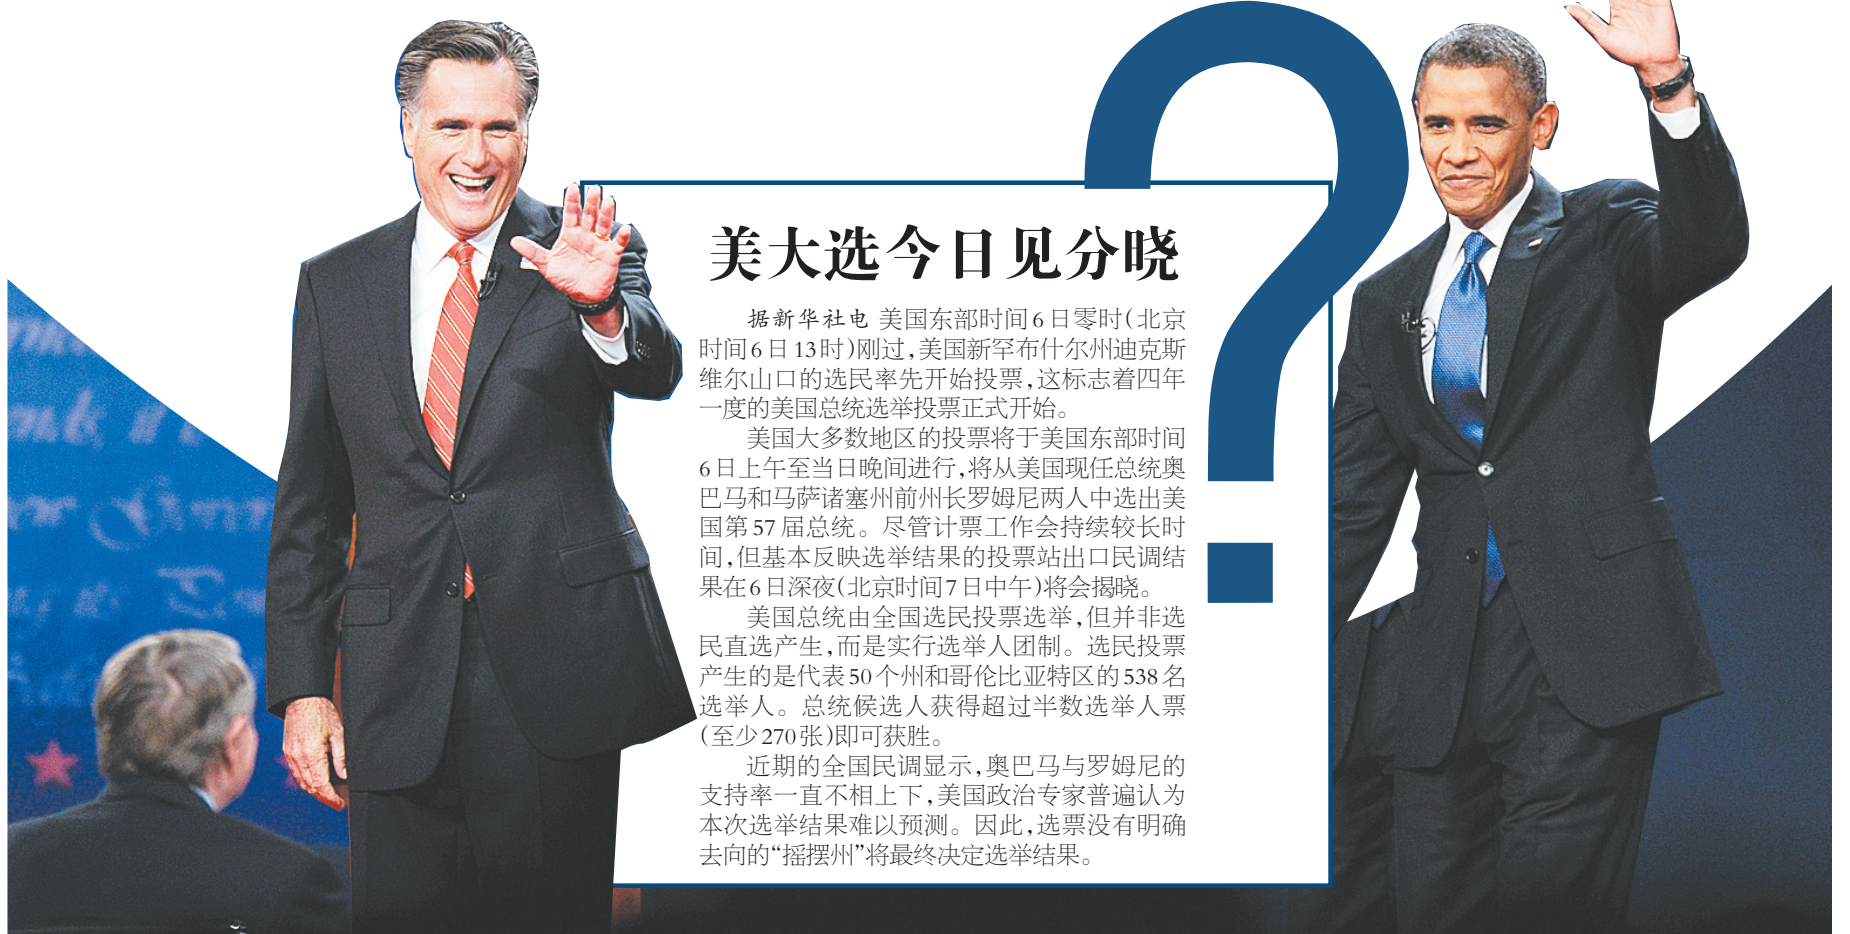 美大选今日见分晓
据新华社电 美国东部时间6日零时(北京
时间6日13时)刚过,美国新罕布什尔州迪克斯
维尔山口的选民率先开始投票,这标志着四年
一度的美国总统选举投票正式开始。
美国大多数地区的投票将于美国东部时间
6日上午至当日晚间进行,将从美国现任总统奥
巴马和马萨诸塞州前州长罗姆尼两人中选出美
国第57届总统。尽管计票工作会持续较长时
间,但基本反映选举结果的投票站出口民调结
果在6日深夜(北京时间7日中午)将会揭晓。
美国总统由全国选民投票选举,但并非选
民直选产生,而是实行选举人团制。选民投票
产生的是代表50个州和哥伦比亚特区的538名
选举人。总统候选人获得超过半数选举人票
(至少270张)即可获胜。
近期的全国民调显示,奥巴马与罗姆尼的
支持率一直不相上下,美国政治专家普遍认为
本次选举结果难以预测。因此,选票没有明确
去向的“摇摆州”将最终决定选举结果。
?